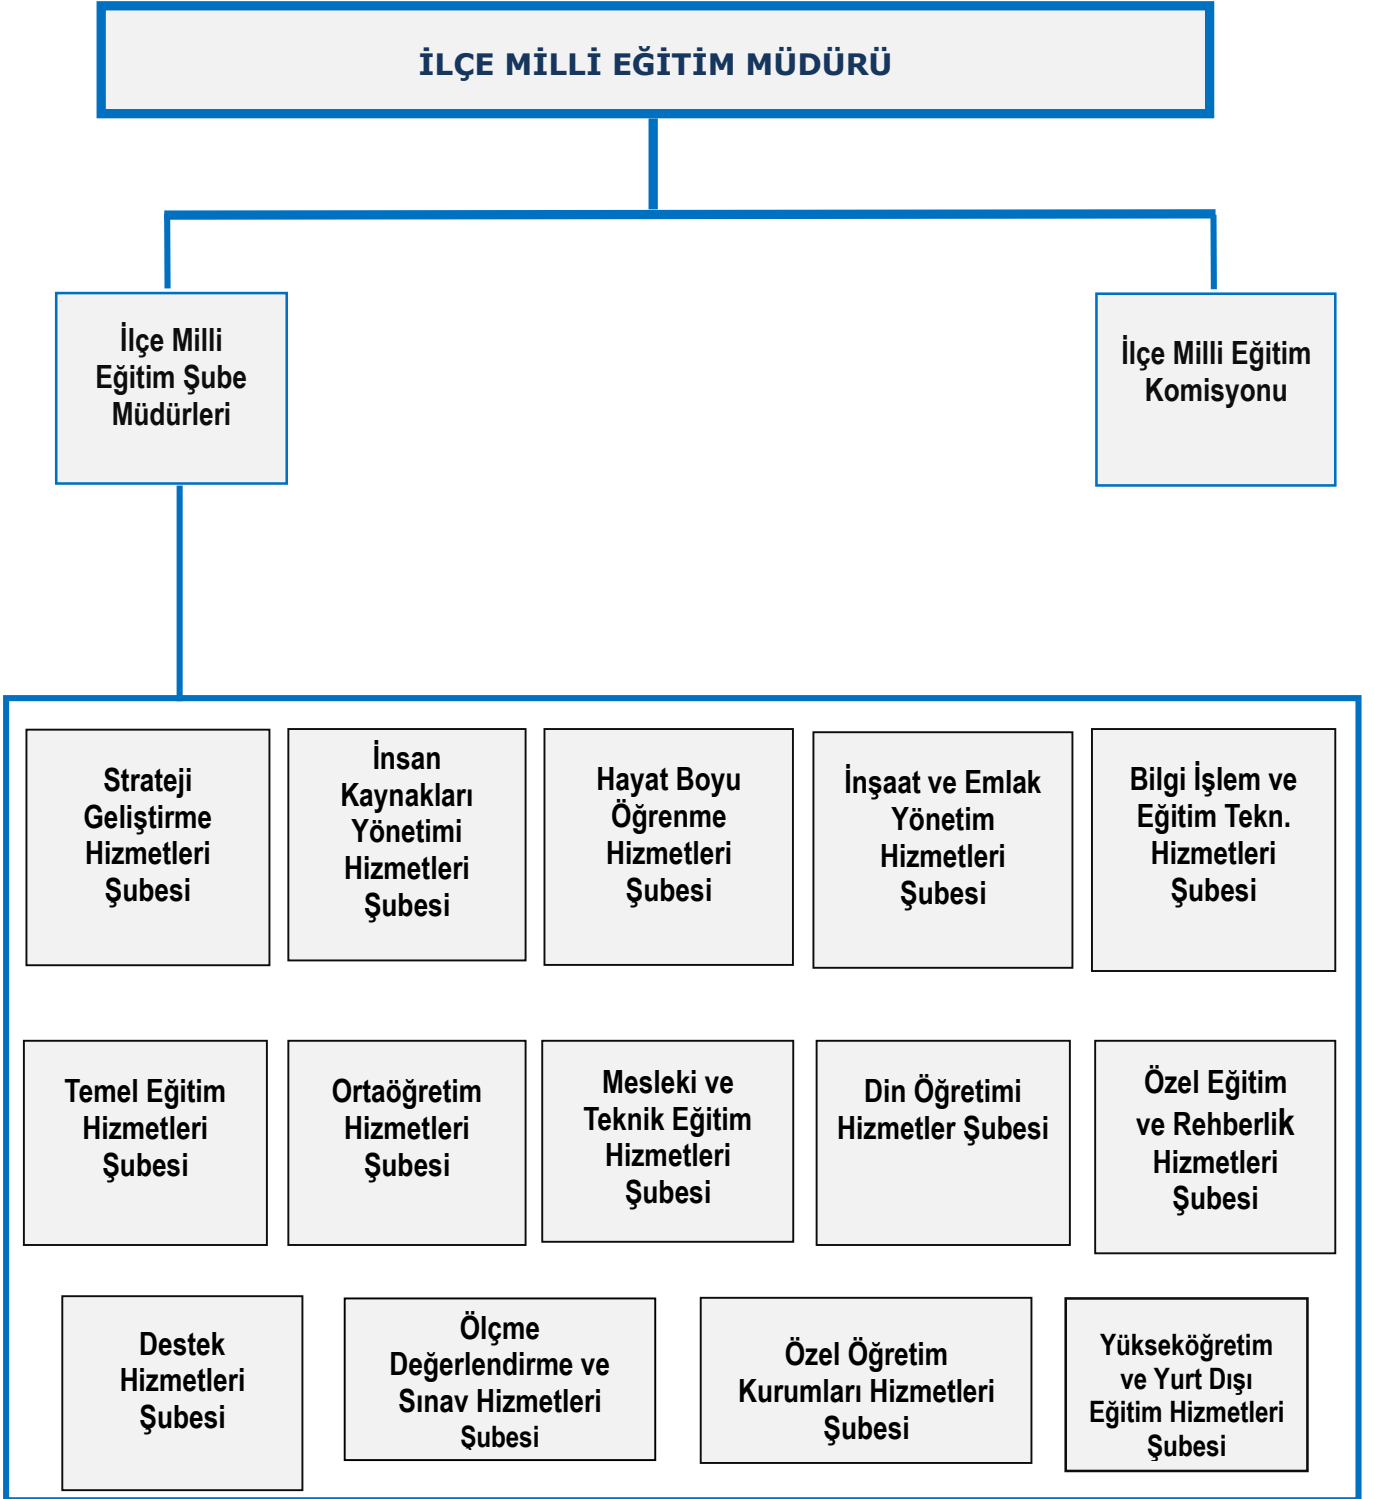 İLÇE MİLLİ EĞİTİM MÜDÜRÜ
İlçe Milli
Eğitim Şube
Müdürleri
İlçe Milli Eğitim
Komisyonu
Strateji
Geliştirme
Hizmetleri
Şubesi
İnsan
Kaynakları
Yönetimi
Hizmetleri
Şubesi
Hayat Boyu
Öğrenme
Hizmetleri
Şubesi
İnşaat ve Emlak
Yönetim
Hizmetleri
Şubesi
Bilgi İşlem ve
Eğitim Tekn.
Hizmetleri
Şubesi
Temel Eğitim
Hizmetleri
Şubesi
Ortaöğretim
Hizmetleri
Şubesi
Mesleki ve
Teknik Eğitim
Hizmetleri
Şubesi
Din Öğretimi
Hizmetler Şubesi
Özel Eğitim
ve Rehberlik
Hizmetleri
Şubesi
Destek
Hizmetleri
Şubesi
Ölçme
Değerlendirme ve
Sınav Hizmetleri
Şubesi
Özel Öğretim
Kurumları Hizmetleri
Şubesi
Yükseköğretim
ve Yurt Dışı
Eğitim Hizmetleri
Şubesi